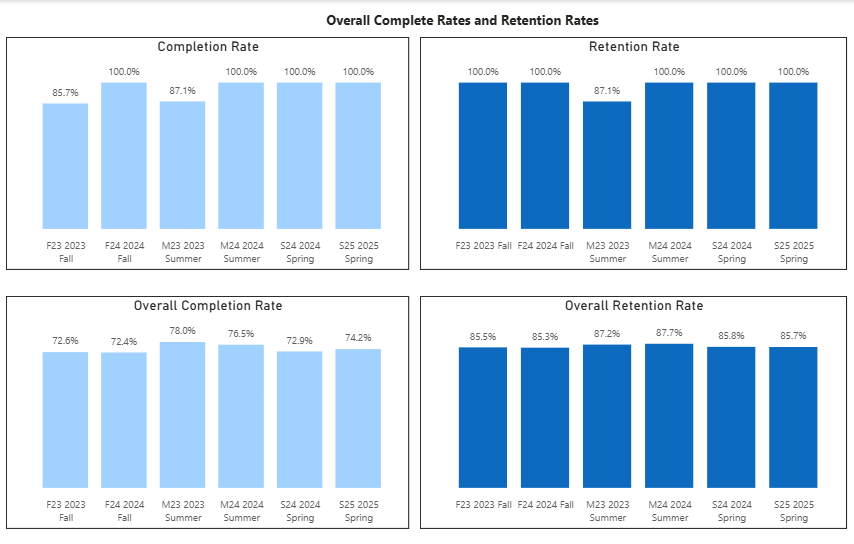 Overall Complete Rates and Retention Rates
Completion Rate
85.7%
100.0%
87.1%
100.0%
100.0%
100.0%
F23 2023 Fall
F24 2024 Fall
M23 2023 Summer
M24 2024 Summer
S24 2024 Spring
S25 2025 Spring
Retention Rate
100.0%
100.0%
87.1%
100.0%
100.0%
100.0%
F23 2023 Fall
F24 2024 Fall
M23 2023 Summer
M24 2024 Summer
S24 2024 Spring
S25 2025 Spring
Overall Completion Rate
72.6%
72.4%
78.0%
76.5%
72.9%
74.2%
F23 2023 Fall
F24 2024 Fall
M23 2023 Summer
M24 2024 Summer
S24 2024 Spring
S25 2025 Spring
Overall Retention Rate
85.5%
85.3%
87.2%
87.7%
85.8%
85.7%
F23 2023 Fall
F24 2024 Fall
M23 2023 Summer
M24 2024 Summer
S24 2024 Spring
S25 2025 Spring